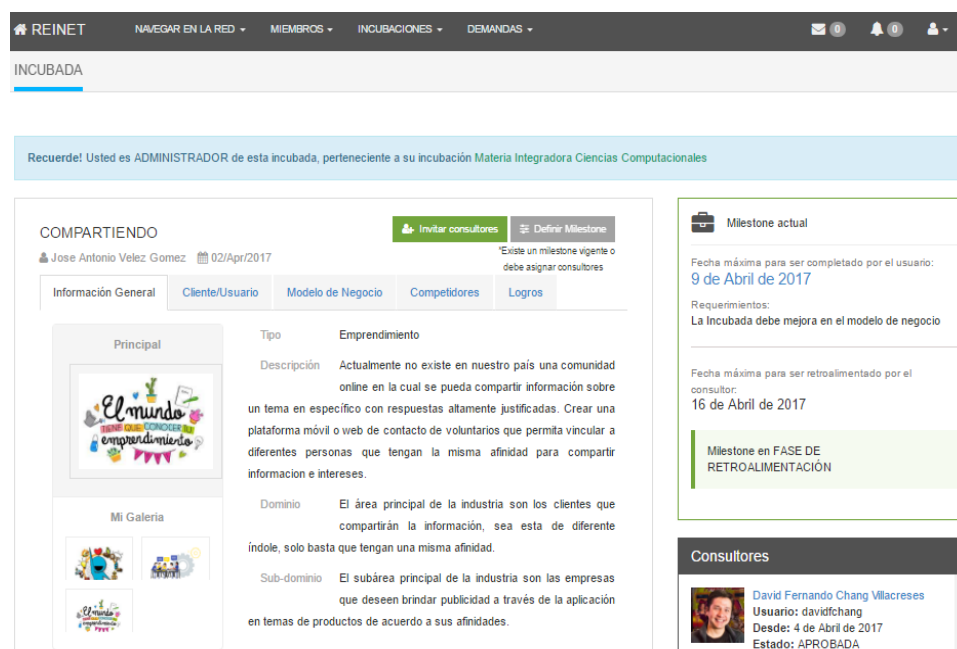 REINET NAVEGAR EN LA RED MIEMBROS INCUBACIONES DEMANDAS 0 0
INCUBADA
Recuerde! Usted es ADMINISTRADOR de esta incubada, perteneciente a su incubación Materia Integradora Ciencias Computacionales
COMPARTIENDO
Invitar consultores Definir Milestone
Jose Antonio Velez Gomez 02/Apr/2017
*Existe un milestone vigente o
debe asignar consultores
Información General Cliente/Usuario Modelo de Negocio Competidores Logros
Principal
El mundo
TIENE QUE CONOCER TU
emprendimiento
Mi Galeria
El mundo
Tipo Emprendimiento
Descripción Actualmente no existe en nuestro país una comunidad
online en la cual se pueda compartir información sobre
un tema en específico con respuestas altamente justificadas. Crear una
plataforma móvil o web de contacto de voluntarios que permita vincular a
diferentes personas que tengan la misma afinidad para compartir
informacion e intereses.
Dominio El área principal de la industria son los clientes que
compartirán la información, sea esta de diferente
índole, solo basta que tengan una misma afinidad.
Sub-dominio El subárea principal de la industria son las empresas
que deseen brindar publicidad a través de la aplicación
en temas de productos de acuerdo a sus afinidades.
Milestone actual
Fecha máxima para ser completado por el usuario:
9 de Abril de 2017
Requerimientos:
La Incubada debe mejora en el modelo de negocio
Fecha máxima para ser retroalimentado por el
consultor:
16 de Abril de 2017
Milestone en FASE DE
RETROALIMENTACIÓN
Consultores
David Fernando Chang Villacreses
Usuario: davidfchang
Desde: 4 de Abril de 2017
Estado: APROBADA